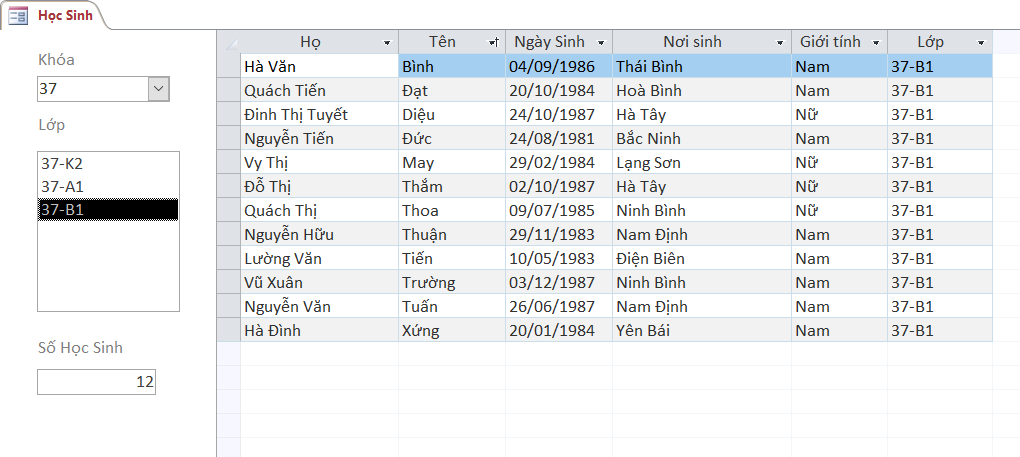 Học Sinh
Khóa
37
Lớp
37-K2
37-A1
37-B1
Số Học Sinh
12
Họ Tên Ngày Sinh Nơi sinh Giới tính Lớp
Hà Văn Bình 04/09/1986 Thái Bình Nam 37-B1
Quách Tiến Đạt 20/10/1984 Hoà Bình Nam 37-B1
Đinh Thị Tuyết Diệu 24/10/1987 Hà Tây Nữ 37-B1
Nguyễn Tiến Đức 24/08/1981 Bắc Ninh Nam 37-B1
Vy Thị May 29/02/1984 Lạng Sơn Nữ 37-B1
Đỗ Thị Thắm 02/10/1987 Hà Tây Nữ 37-B1
Quách Thị Thoa 09/07/1985 Ninh Bình Nữ 37-B1
Nguyễn Hữu Thuận 29/11/1983 Nam Định Nam 37-B1
Lường Văn Tiến 10/05/1983 Điện Biên Nam 37-B1
Vũ Xuân Trường 03/12/1987 Ninh Bình Nam 37-B1
Nguyễn Văn Tuấn 26/06/1987 Nam Định Nam 37-B1
Hà Đình Xứng 20/01/1984 Yên Bái Nam 37-B1